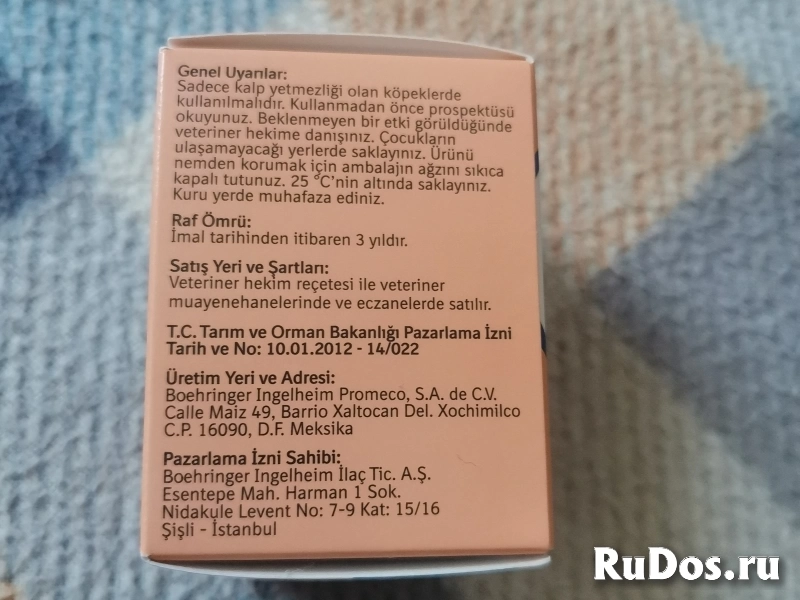 Genel Uyarılar:
Sadece kalp yetmezliği olan köpeklerde
kullanılmalıdır. Kullanmadan önce prospektüsü
okuyunuz. Beklenmeyen bir etki görüldüğünde
veteriner hekime danışınız. Çocukların
ulaşamayacağı yerlerde saklayınız. Ürünü
nemden korumak için ambalajın ağzını sıkıca
kapalı tutunuz. 25 °C'nin altında saklayınız.
Kuru yerde muhafaza ediniz.
Raf Ömrü:
İmal tarihinden itibaren 3 yıldır.
Satış Yeri ve Şartları:
Veteriner hekim reçetesi ile veteriner
muayenehanelerinde ve eczanelerde satılır.
T.C. Tarım ve Orman Bakanlığı Pazarlama İzni
Tarih ve No: 10.01.2012 - 14/022
Üretim Yeri ve Adresi:
Boehringer Ingelheim Promeco, S.A. de C.V.
Calle Maiz 49, Barrio Xaltocan Del. Xochimilco
C.P. 16090, D.F. Meksika
Pazarlama İzni Sahibi:
Boehringer Ingelheim İlaç Tic. A.Ş.
Esentepe Mah. Harman 1 Sok.
Nidakule Levent No: 7-9 Kat: 15/16
Şişli - İstanbul
RuDos.ru